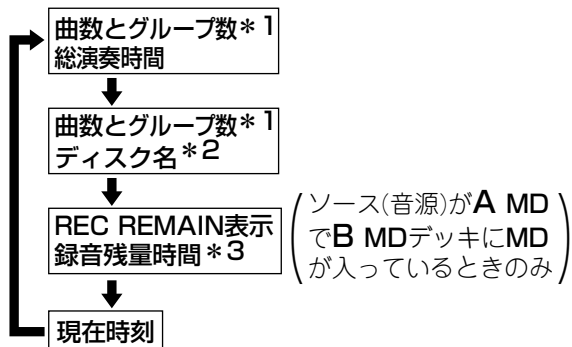 曲数とグループ数＊1
総演奏時間
曲数とグループ数＊1
ディスク名＊2
REC REMAIN表示
録音残量時間＊3
(ソース(音源)がA MD
でB MDデッキにMD
が入っているときのみ)
現在時刻